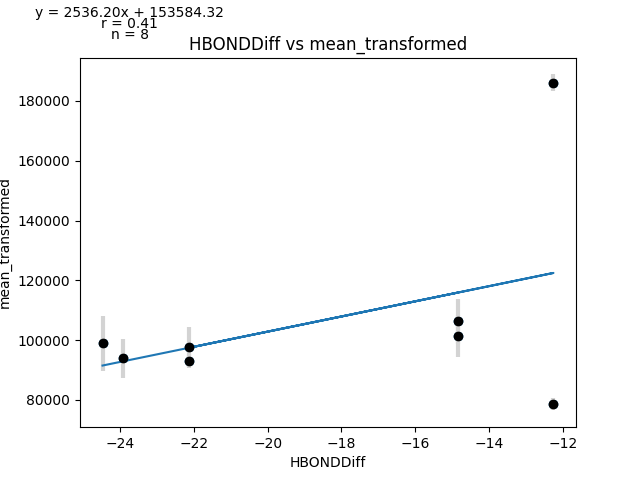 y = 2536.20x + 153584.32
r = 0.41
n = 8
HBONDDiff vs mean_transformed
180000
160000
140000
120000
100000
80000
mean_transformed
−24
−22
−20
−18
−16
−14
−12
HBONDDiff